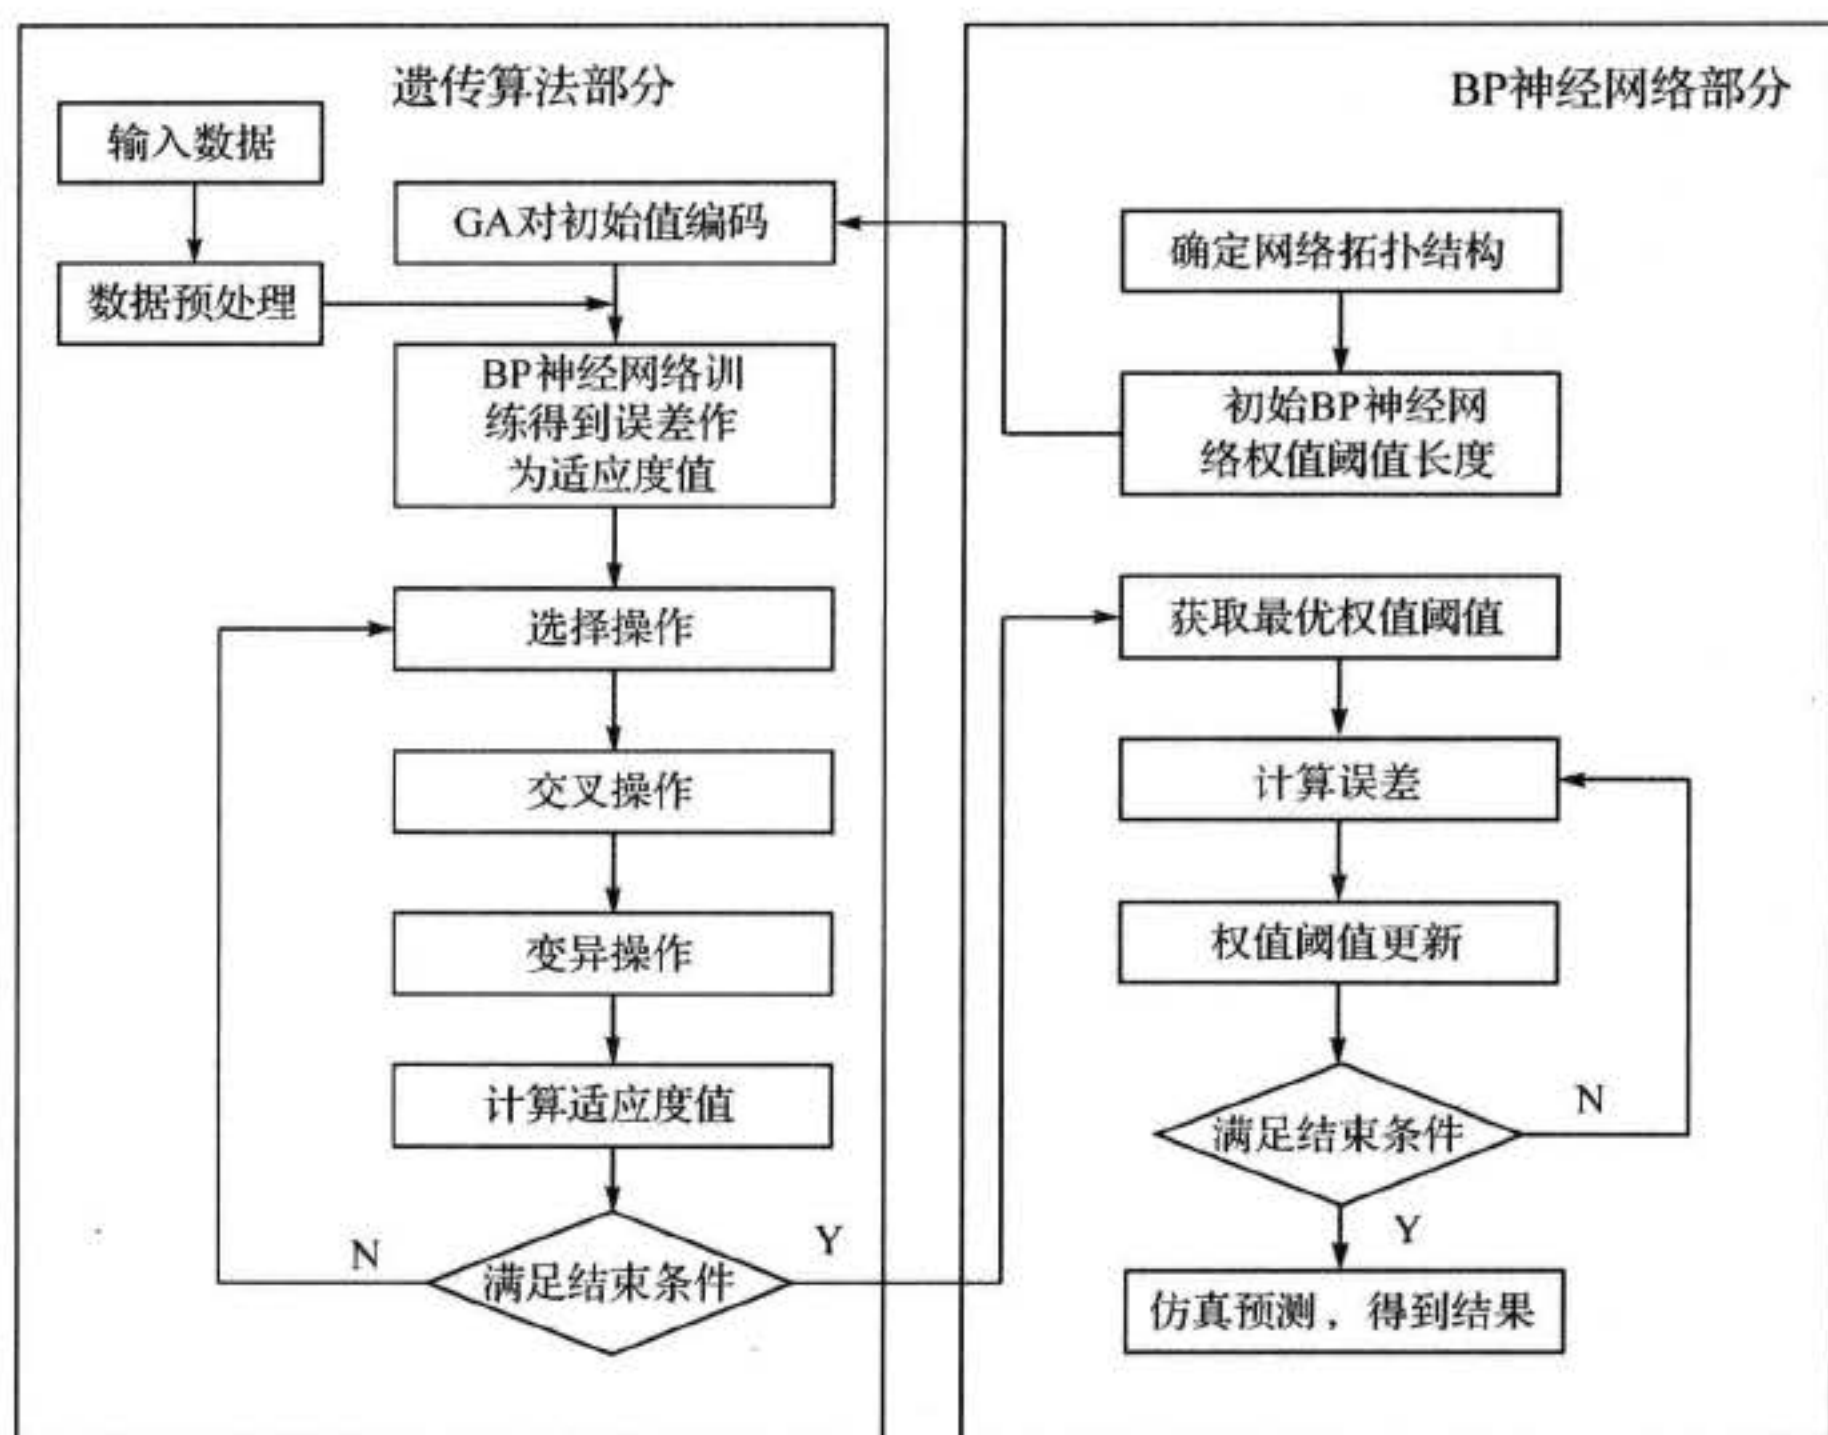 遗传算法部分
输入数据
GA对初始值编码
数据预处理
BP神经网络训
练得到误差作
为适应度值
选择操作
交叉操作
变异操作
计算适应度值
N
满足结束条件
Y
BP神经网络部分
确定网络拓扑结构
初始BP神经网
络权值阈值长度
获取最优权值阈值
计算误差
权值阈值更新
满足结束条件
N
Y
仿真预测，得到结果